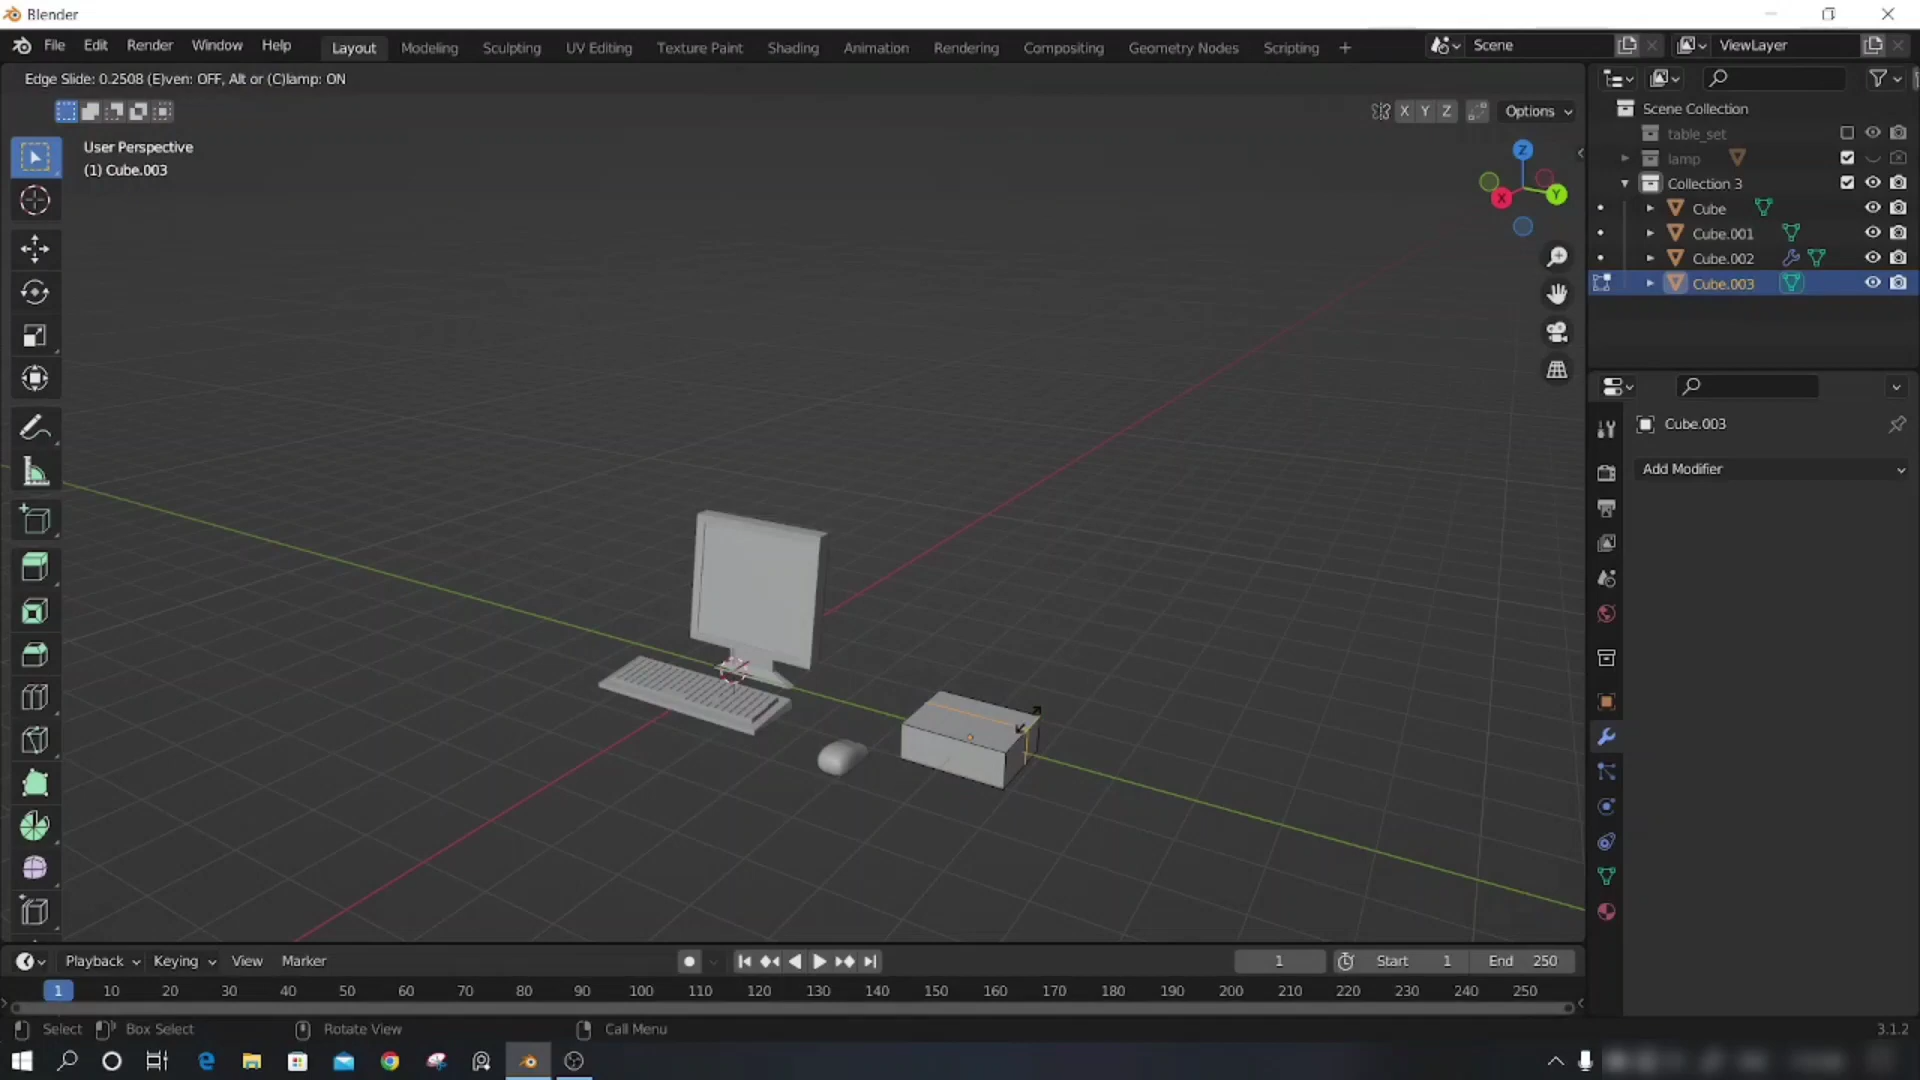 Blender
File Edit Render Window Help Layout Modeling Sculpting UV Editing Texture Paint Shading Animation Rendering Compositing Geometry Nodes Scripting + Scene ViewLayer
Edge Slide: 0.2508 (E)ven: OFF, Alt or (C)lamp: ON
X Y Z Options
User Perspective
(1) Cube.003
Z
X Y
Scene Collection
table_set
lamp
Collection 3
Cube
Cube.001
Cube.002
Cube.003
Cube.003
Add Modifier
Playback Keying View Marker 1 Start 1 End 250
1 10 20 30 40 50 60 70 80 90 100 110 120 130 140 150 160 170 180 190 200 210 220 230 240 250
Select Box Select Rotate View Call Menu 3.1.2